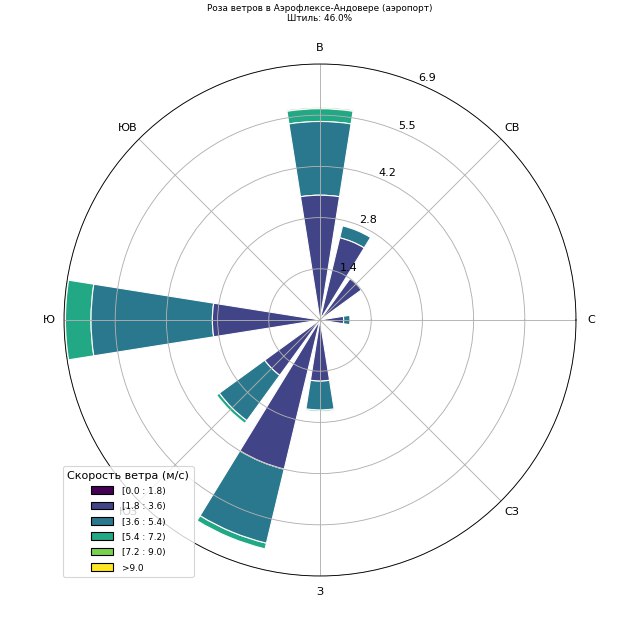 Роза ветров в Аэрофлексе-Андовере (аэропорт)
Штиль: 46.0%
В
6.9
ЮВ
5.5
СВ
4.2
2.8
1.4
Ю
С
Скорость ветра (м/с)
[0.0 : 1.8)
[1.8 : 3.6)
ЮЗ
СЗ
[3.6 : 5.4)
[5.4 : 7.2)
[7.2 : 9.0)
>9.0
З